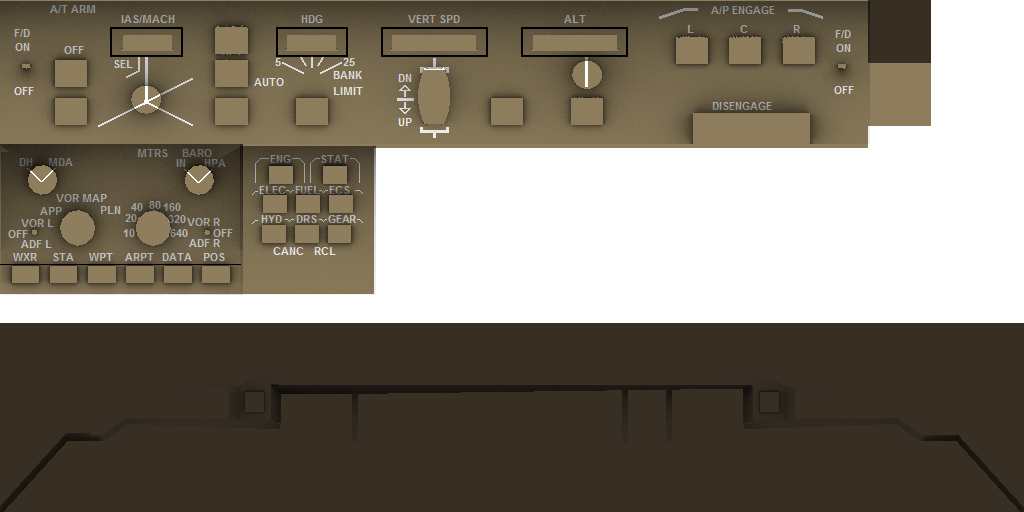 A/T ARM
IAS/MACH
HDG
VERT SPD
ALT
A/P ENGAGE
F/D
ON
OFF
OFF
SEL
AUTO
5
25
BANK
LIMIT
DN
UP
L
C
R
F/D
ON
OFF
DISENGAGE
DH
MDA
MTRS
BARO
IN
HPA
VOR MAP
APP
PLN
VOR L
OFF
ADF L
40
80
160
20
320
10
640
VOR R
OFF
ADF R
WXR
STA
WPT
ARPT
DATA
POS
ENG
STAT
ELEC
FUEL
ECS
HYD
DRS
GEAR
CANC
RCL